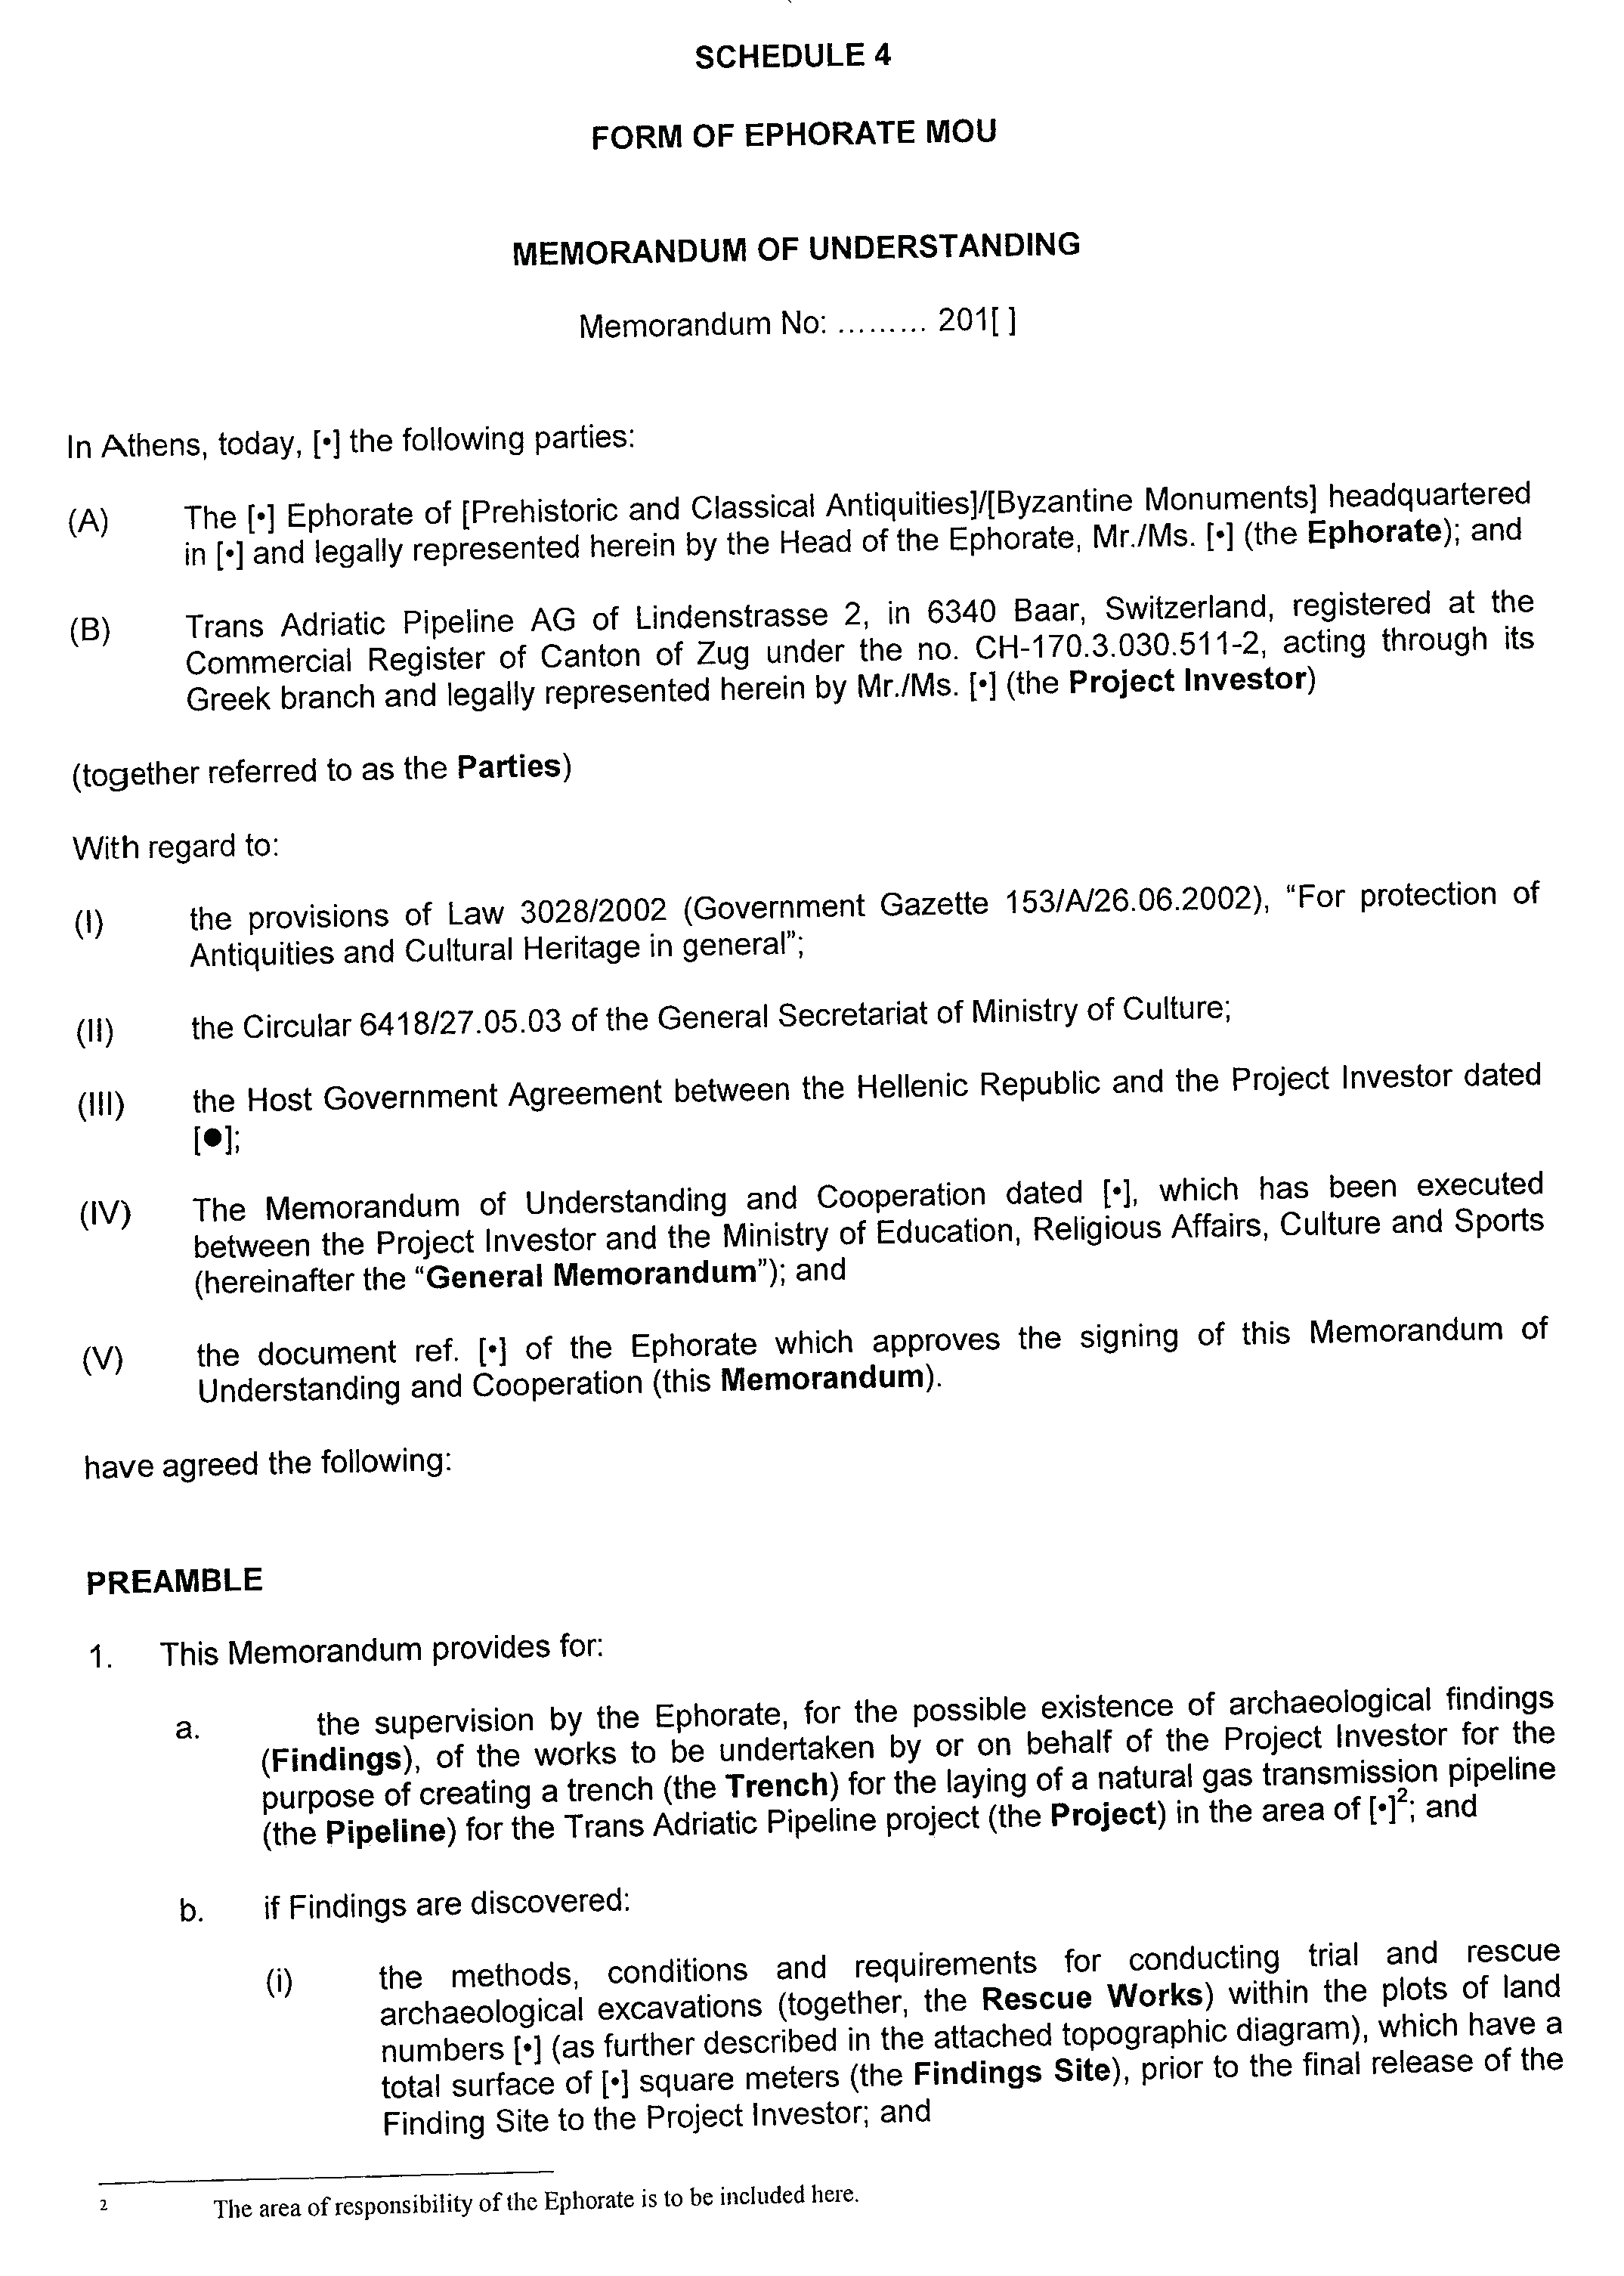 SCHEDULE 4
FORM OF EPHORATE MOU
MEMORANDUM OF UNDERSTANDING
Memorandum No: ......... 201[ ]
In Athens, today, [•] the following parties:
(A) The [•] Ephorate of [Prehistoric and Classical Antiquities]/[Byzantine Monuments] headquartered
in [•] and legally represented herein by the Head of the Ephorate, Mr./Ms. [•] (the Ephorate); and
(B) Trans Adriatic Pipeline AG of Lindenstrasse 2, in 6340 Baar, Switzerland, registered at the
Commercial Register of Canton of Zug under the no. CH-170.3.030.511-2, acting through its
Greek branch and legally represented herein by Mr./Ms. [•] (the Project Investor)
(together referred to as the Parties)
With regard to:
(I) the provisions of Law 3028/2002 (Government Gazette 153/A/26.06.2002), “For protection of
Antiquities and Cultural Heritage in general”;
(II) the Circular 6418/27.05.03 of the General Secretariat of Ministry of Culture;
(III) the Host Government Agreement between the Hellenic Republic and the Project Investor dated
[●];
(IV) The Memorandum of Understanding and Cooperation dated [•], which has been executed
between the Project Investor and the Ministry of Education, Religious Affairs, Culture and Sports
(hereinafter the “General Memorandum”); and
(V) the document ref. [•] of the Ephorate which approves the signing of this Memorandum of
Understanding and Cooperation (this Memorandum).
have agreed the following:
PREAMBLE
1. This Memorandum provides for:
a. the supervision by the Ephorate, for the possible existence of archaeological findings
(Findings), of the works to be undertaken by or on behalf of the Project Investor for the
purpose of creating a trench (the Trench) for the laying of a natural gas transmission pipeline
(the Pipeline) for the Trans Adriatic Pipeline project (the Project) in the area of [•]²; and
b. if Findings are discovered:
(i) the methods, conditions and requirements for conducting trial and rescue
archaeological excavations (together, the Rescue Works) within the plots of land
numbers [•] (as further described in the attached topographic diagram), which have a
total surface of [•] square meters (the Findings Site), prior to the final release of the
Finding Site to the Project Investor; and
2 The area of responsibility of the Ephorate is to be included here.